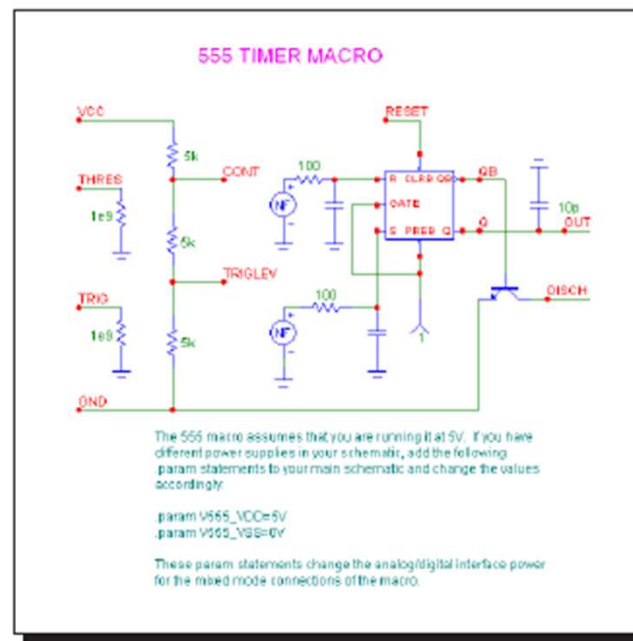 555 TIMER MACRO
VCC
RESET
5k
CONT
100
R CLRB QB
QB
THRES
NF
GATE
1e9
10p
S PREB Q
Q
OUT
5k
TRIGLEV
100
DISCH
TRIG
NF
1e9
5k
1
GND
The 555 macro assumes that you are running it at 5V. If you have
different power supplies in your schematic, add the following
.param statements to your main schematic and change the values
accordingly:
.param V555_VDD=5V
.param V555_VSS=0V
These param statements change the analog/digital interface power
for the mixed mode connections of the macro.